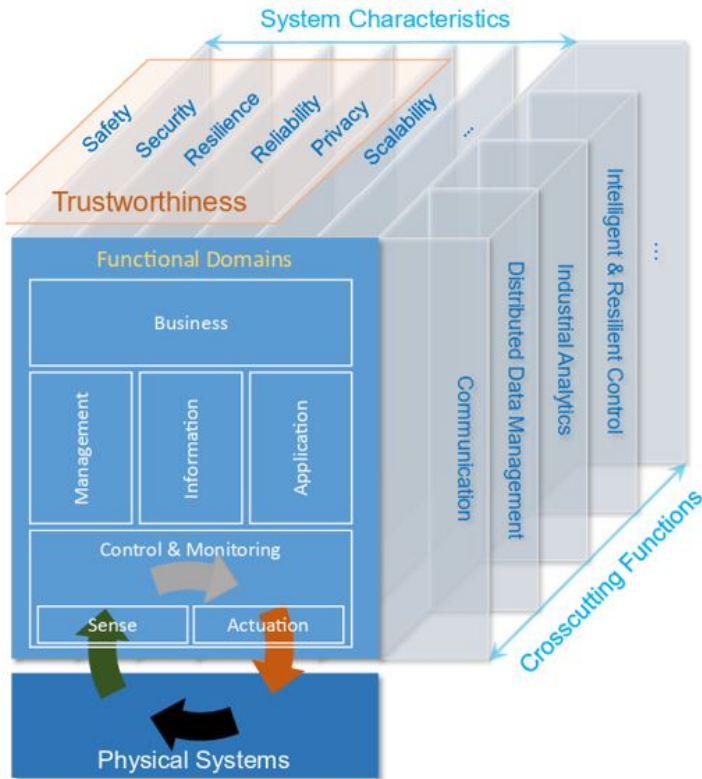 System Characteristics
Safety
Security
Resilience
Reliability
Privacy
Scalability
...
Trustworthiness
Functional Domains
Business
Management
Information
Application
Control & Monitoring
Sense
Actuation
Physical Systems
Communication
Distributed Data Management
Industrial Analytics
Intelligent & Resilient Control
...
Crosscutting Functions